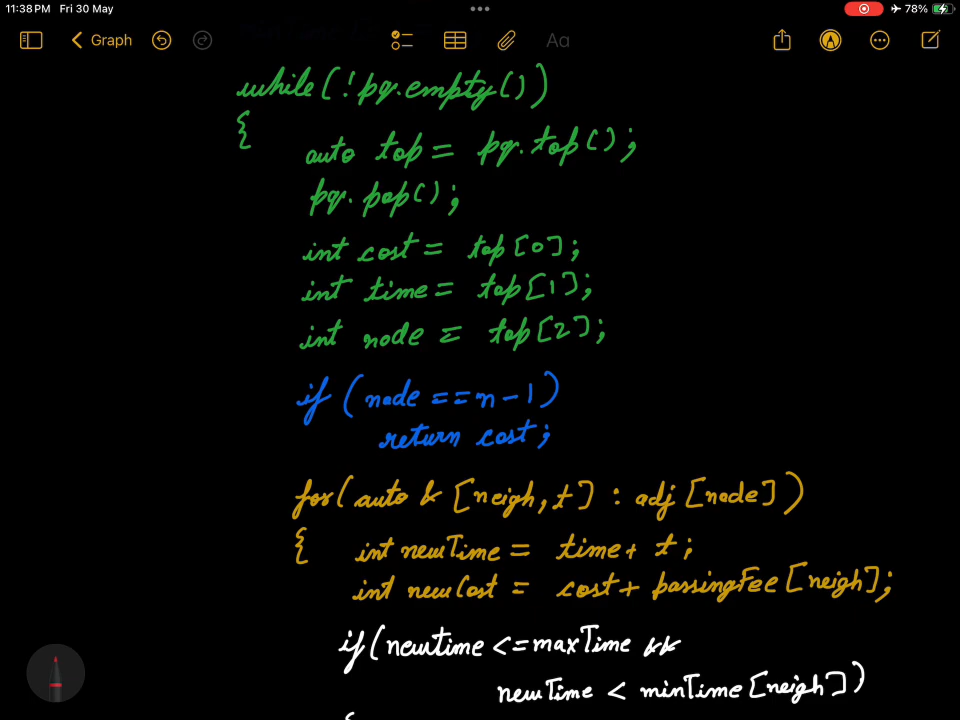 11:38 PM Fri 30 May
78%
Graph
Aa
while(!pq.empty())
{
auto top = pq.top();
pq.pop();
int cost = top[0];
int time = top[1];
int node = top[2];
if (node == n-1)
return cost;
for(auto & [neigh, t] : adj [node])
{ int newTime = time + t;
int newCost = cost + passingFee [neigh];
if (newtime <= maxTime &&
newTime < minTime [neigh])
{